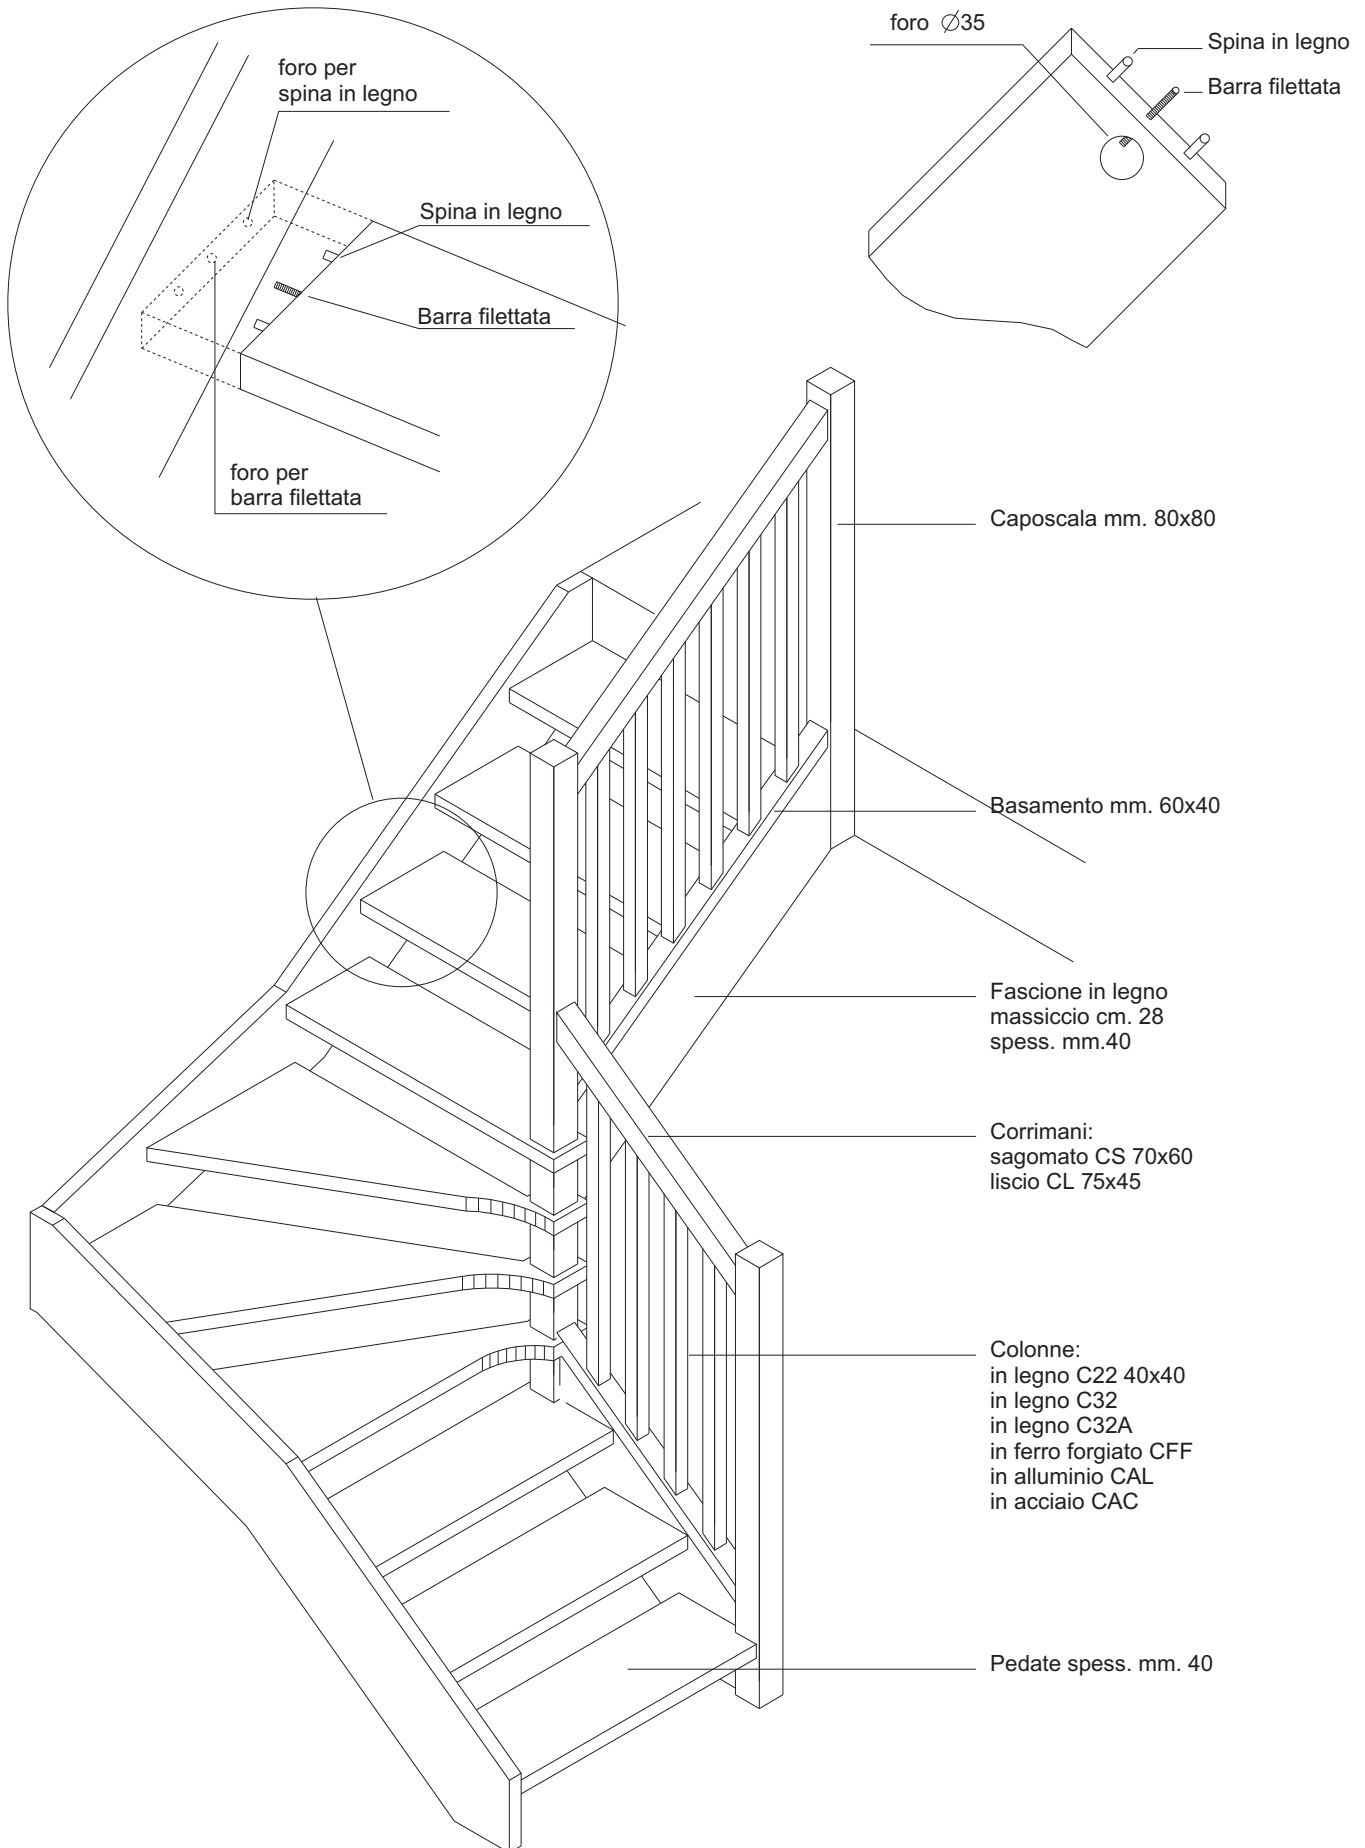 foro per
spina in legno
Spina in legno
Barra filettata
foro per
barra filettata
foro ∅35
Spina in legno
Barra filettata
Caposcala mm. 80x80
Basamento mm. 60x40
Fascione in legno
massiccio cm. 28
spess. mm.40
Corrimani:
sagomato CS 70x60
liscio CL 75x45
Colonne:
in legno C22 40x40
in legno C32
in legno C32A
in ferro forgiato CFF
in alluminio CAL
in acciaio CAC
Pedate spess. mm. 40